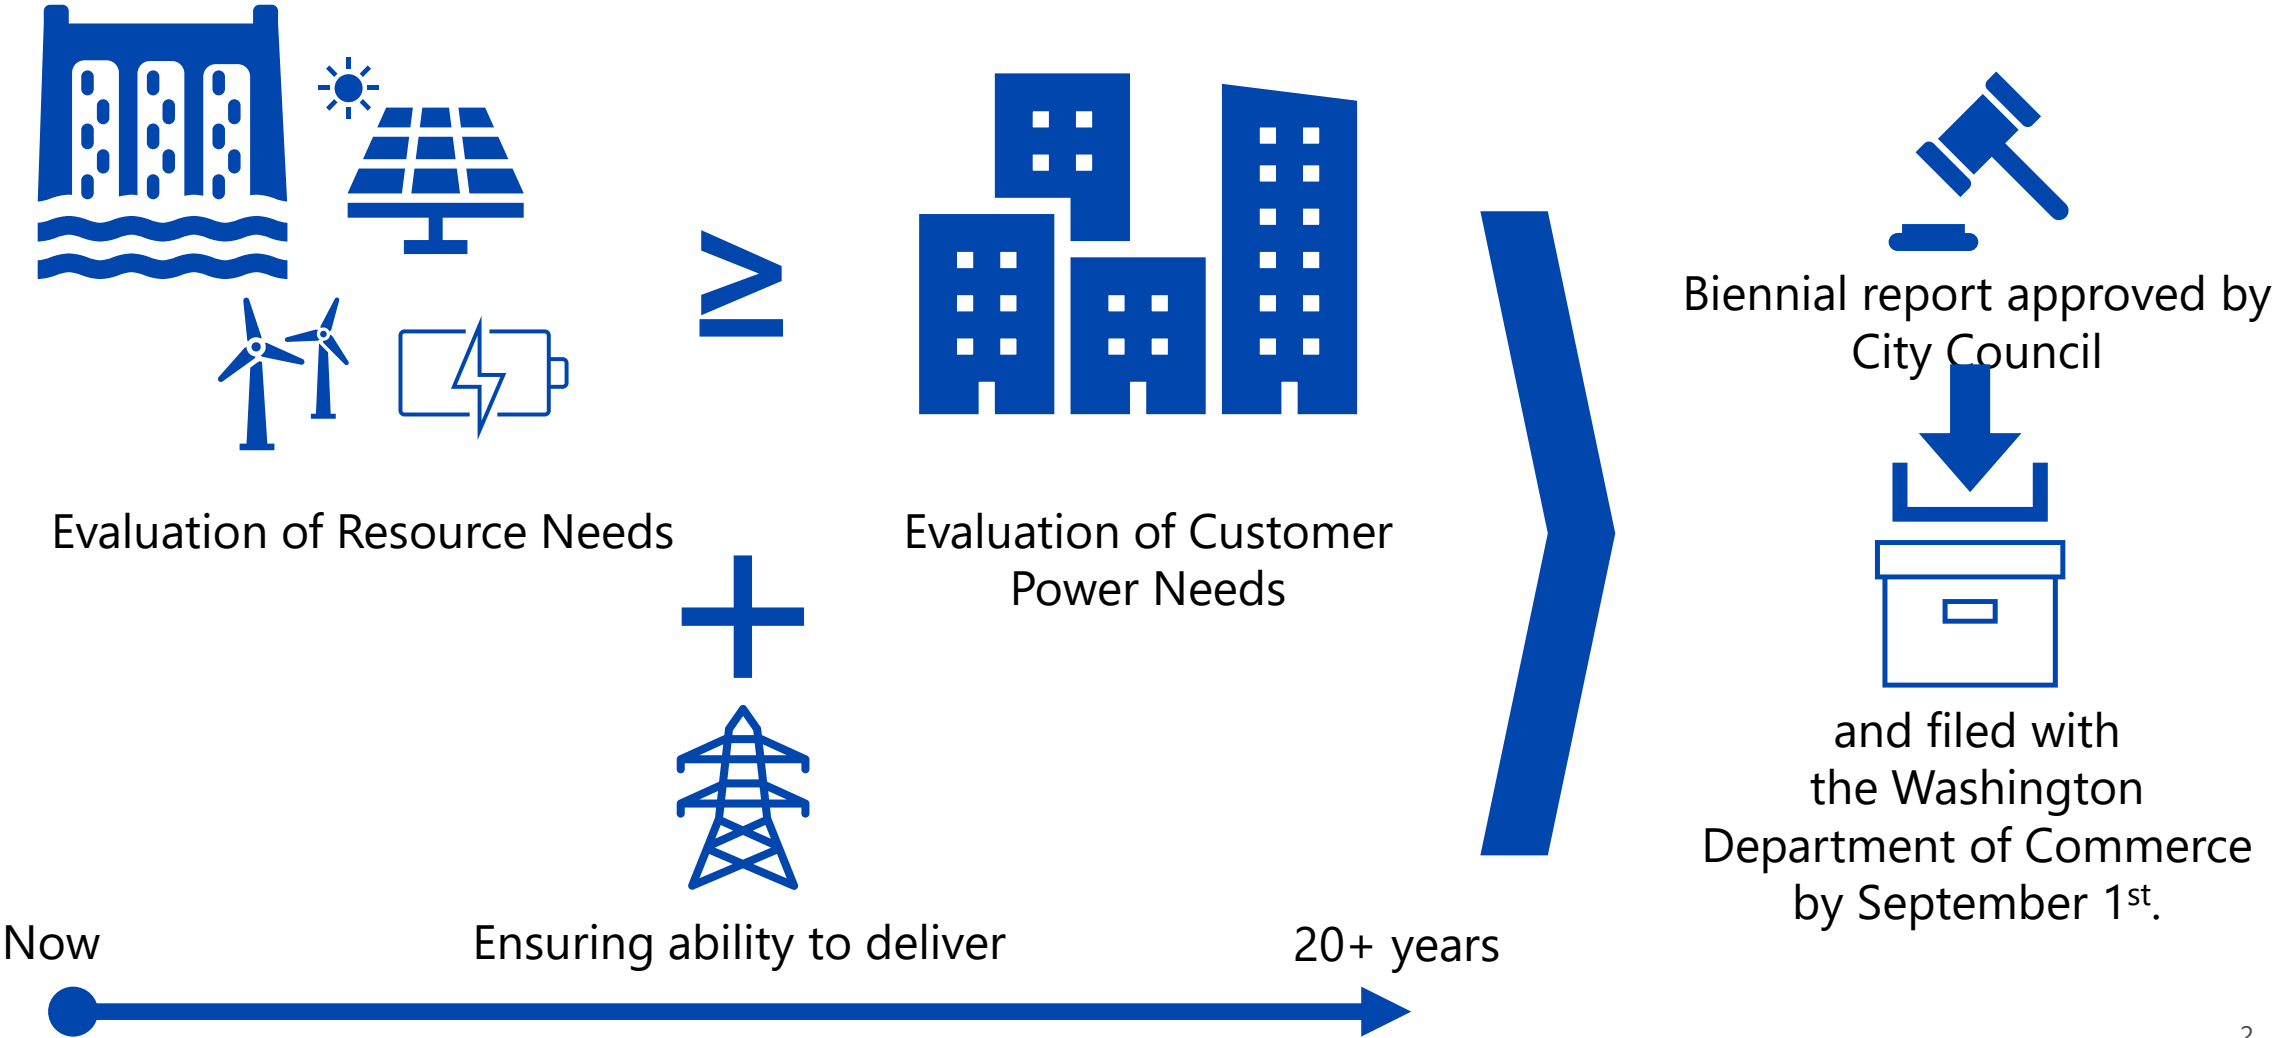 ≥
Evaluation of Resource Needs
Evaluation of Customer
Power Needs
+
Now
Ensuring ability to deliver
20+ years
Biennial report approved by
City Council
and filed with
the Washington
Department of Commerce
by September 1st.
2